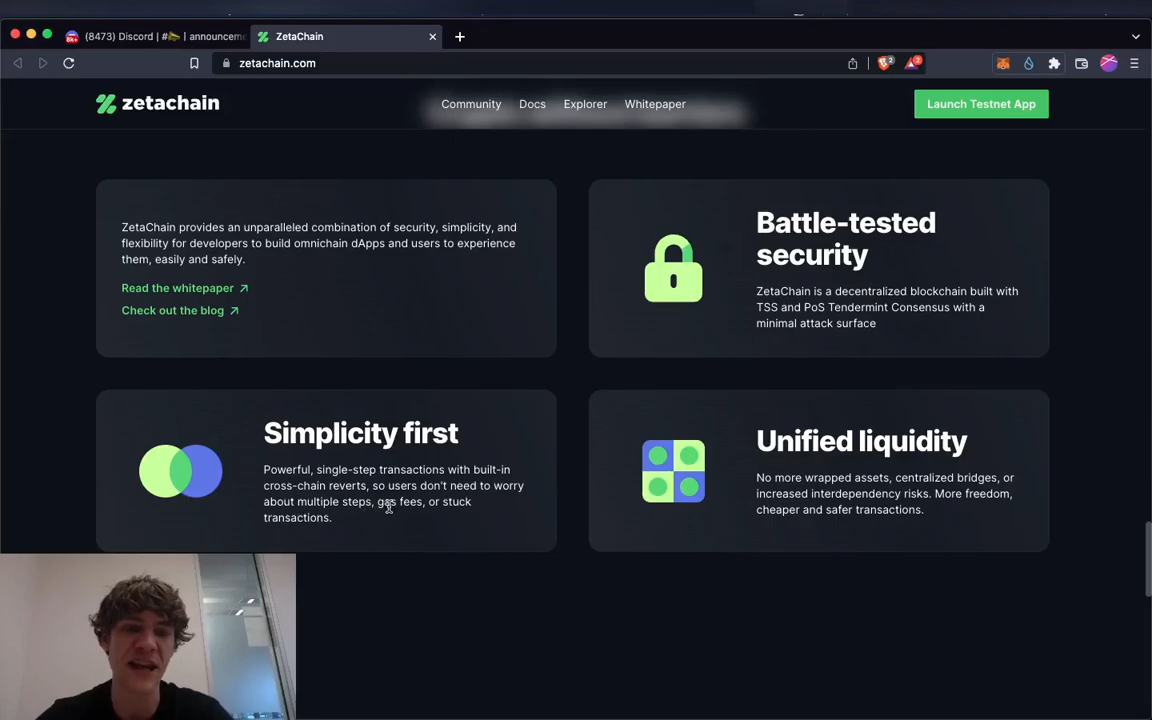 (8473) Discord | # | announceme
ZetaChain
zetachain.com
2
2
zetachain
Community
Docs
Explorer
Whitepaper
Launch Testnet App
ZetaChain provides an unparalleled combination of security, simplicity, and
flexibility for developers to build omnichain dApps and users to experience
them, easily and safely.
Read the whitepaper
Check out the blog
Battle-tested
security
ZetaChain is a decentralized blockchain built with
TSS and PoS Tendermint Consensus with a
minimal attack surface
Simplicity first
Powerful, single-step transactions with built-in
cross-chain reverts, so users don't need to worry
about multiple steps, gas fees, or stuck
transactions.
Unified liquidity
No more wrapped assets, centralized bridges, or
increased interdependency risks. More freedom,
cheaper and safer transactions.